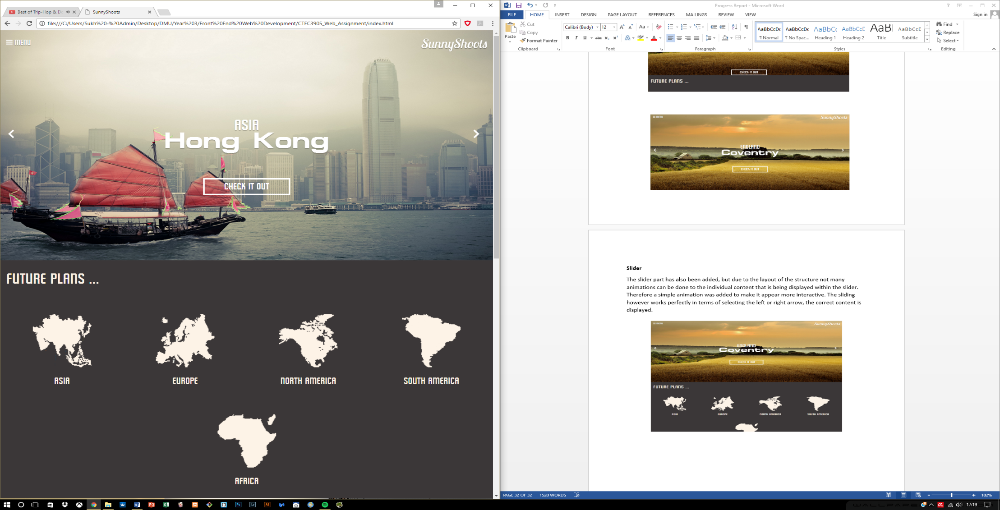 Best of Trip-Hop & Do
SunnyShoots
file:///C:/Users/Sukh%20-%20Admin/Desktop/DMU/Year%203/Front%20End%20Web%20Development/CTEC3905_Web_Assignment/index.html
MENU
SunnyShoots
ASIA
Hong Kong
CHECK IT OUT
FUTURE PLANS ...
ASIA
EUROPE
NORTH AMERICA
SOUTH AMERICA
AFRICA
Progress Report - Microsoft Word
FILE
HOME
INSERT
DESIGN
PAGE LAYOUT
REFERENCES
MAILINGS
REVIEW
VIEW
Sign in
Paste
Cut
Copy
Format Painter
Clipboard
Calibri (Body)
12
Font
Paragraph
AaBbCcDc
¶ Normal
AaBbCcDc
¶ No Spac...
AaBbC(
Heading 1
AaBbCcE
Heading 2
AaB
Title
AaBbCcD
Subtitle
Styles
Find
Replace
Select
Editing
CHECK IT OUT
FUTURE PLANS ...
MENU
SunnyShoots
ENGLAND
Coventry
CHECK IT OUT
Slider
The slider part has also been added, but due to the layout of the structure not many
animations can be done to the individual content that is being displayed within the slider.
Therefore a simple animation was added to make it appear more interactive. The sliding
however works perfectly in terms of selecting the left or right arrow, the correct content is
displayed.
MENU
SunnyShoots
ENGLAND
Coventry
CHECK IT OUT
FUTURE PLANS ...
ASIA
EUROPE
NORTH AMERICA
SOUTH AMERICA
PAGE 32 OF 32
1520 WORDS
102%
17:19